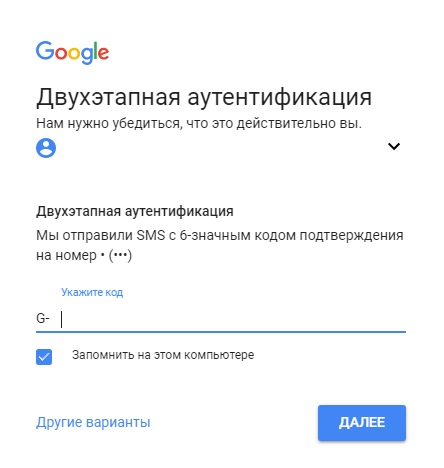 Google
Двухэтапная аутентификация
Нам нужно убедиться, что это действительно вы.
Двухэтапная аутентификация
Мы отправили SMS с 6-значным кодом подтверждения
на номер • (•••)
Укажите код
G-
Запомнить на этом компьютере
Другие варианты
ДАЛЕЕ